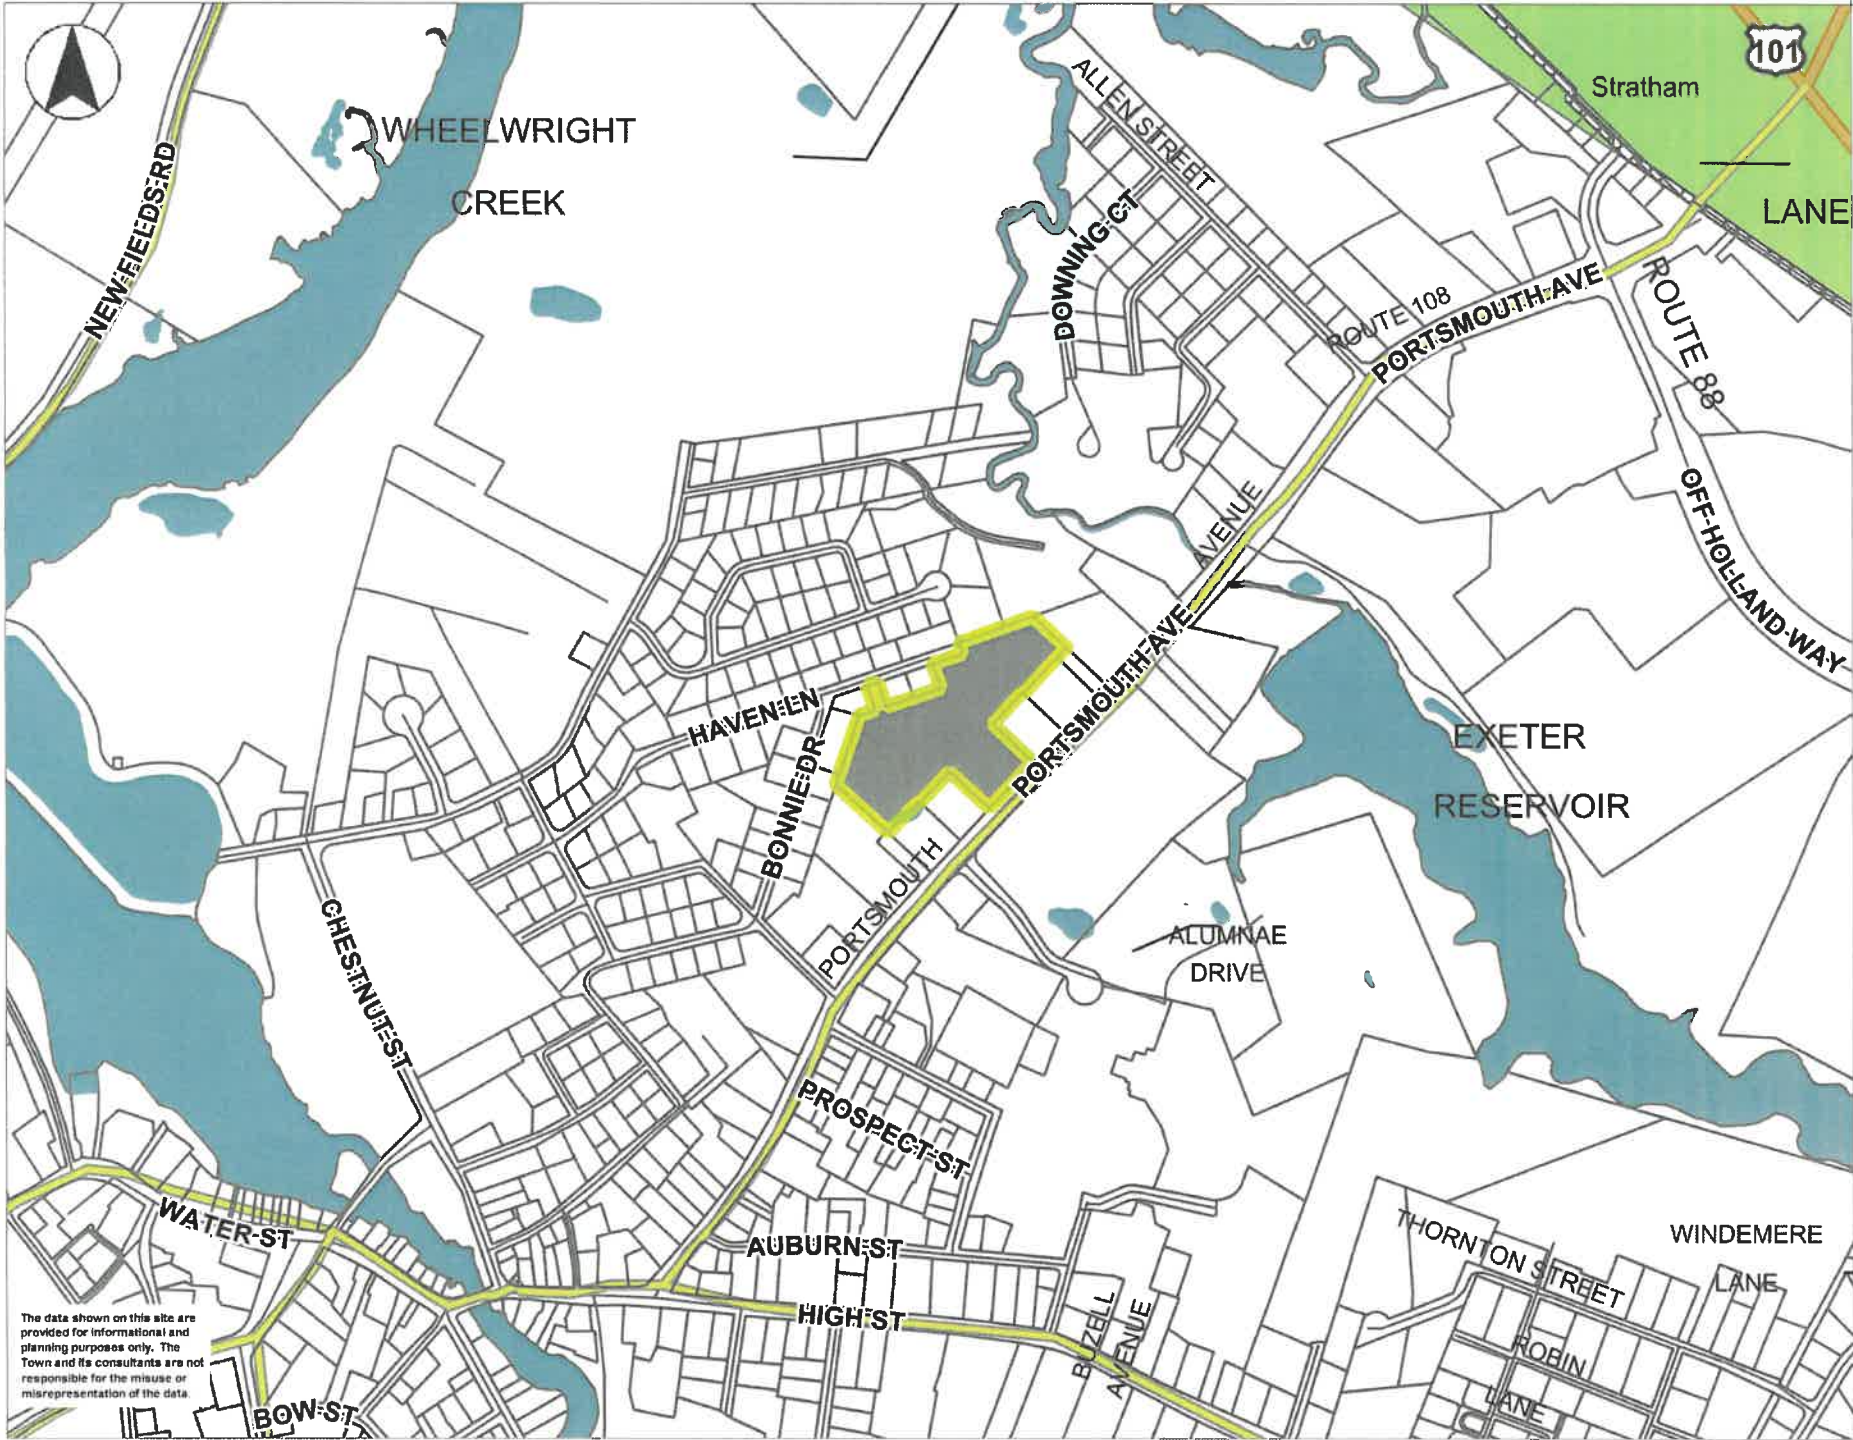 101
Stratham
ALLEN STREET
WHEELWRIGHT
CREEK
NEWFIELDS RD
DOWNING CT
LANE
ROUTE 108
PORTSMOUTH AVE
ROUTE 88
OFF HOLLAND WAY
AVENUE
PORTSMOUTH AVE
HAVEN LN
BONNIE DR
EXETER
RESERVOIR
PORTSMOUTH
CHESTNUT ST
ALUMNAE
DRIVE
PROSPECT ST
WATER ST
AUBURN ST
THORNTON STREET
WINDEMERE
LANE
HIGH ST
BUZELL
AVENUE
ROBIN
LANE
BOW ST
The data shown on this site are
provided for informational and
planning purposes only. The
Town and its consultants are not
responsible for the misuse or
misrepresentation of the data.